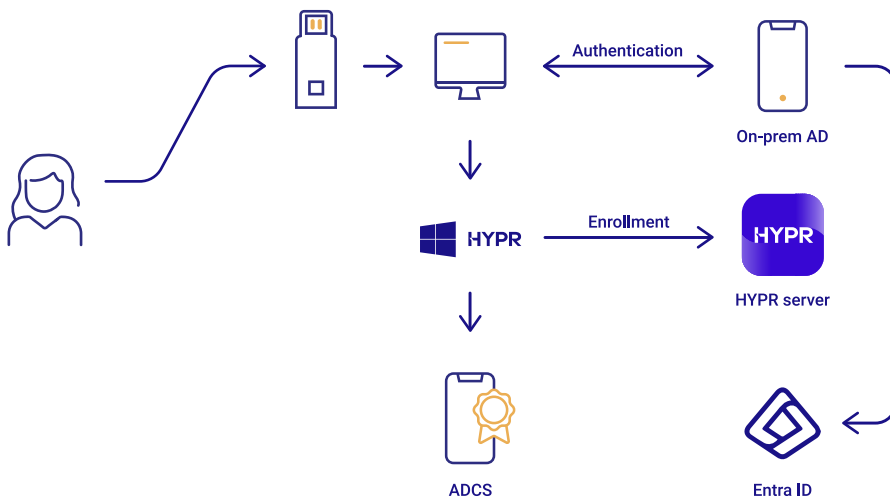 Authentication
On-prem AD
HYPR
Enrollment
HYPR
HYPR server
ADCS
Entra ID